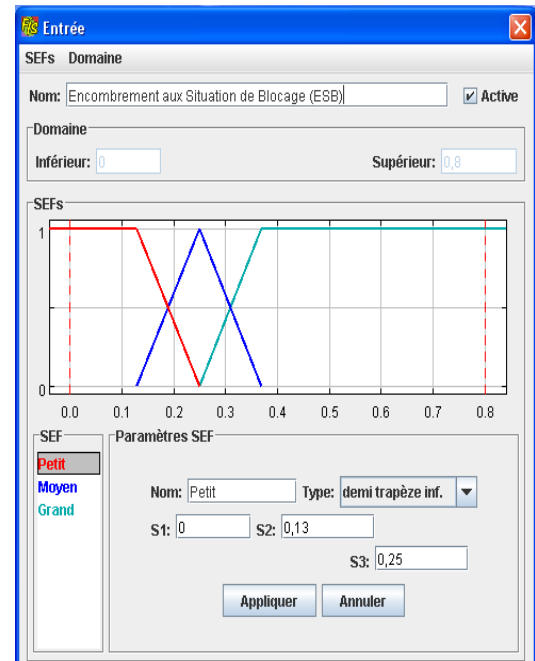 Entrée
SEFs Domaine
Nom: Encombrement aux Situation de Blocage (ESB) Active
Domaine
Inférieur: 0 Supérieur: 0,8
SEFs
1
0
0.0 0.1 0.2 0.3 0.4 0.5 0.6 0.7 0.8
SEF
Petit
Moyen
Grand
Paramètres SEF
Nom: Petit Type: demi trapèze inf.
S1: 0 S2: 0,13
S3: 0,25
Appliquer Annuler